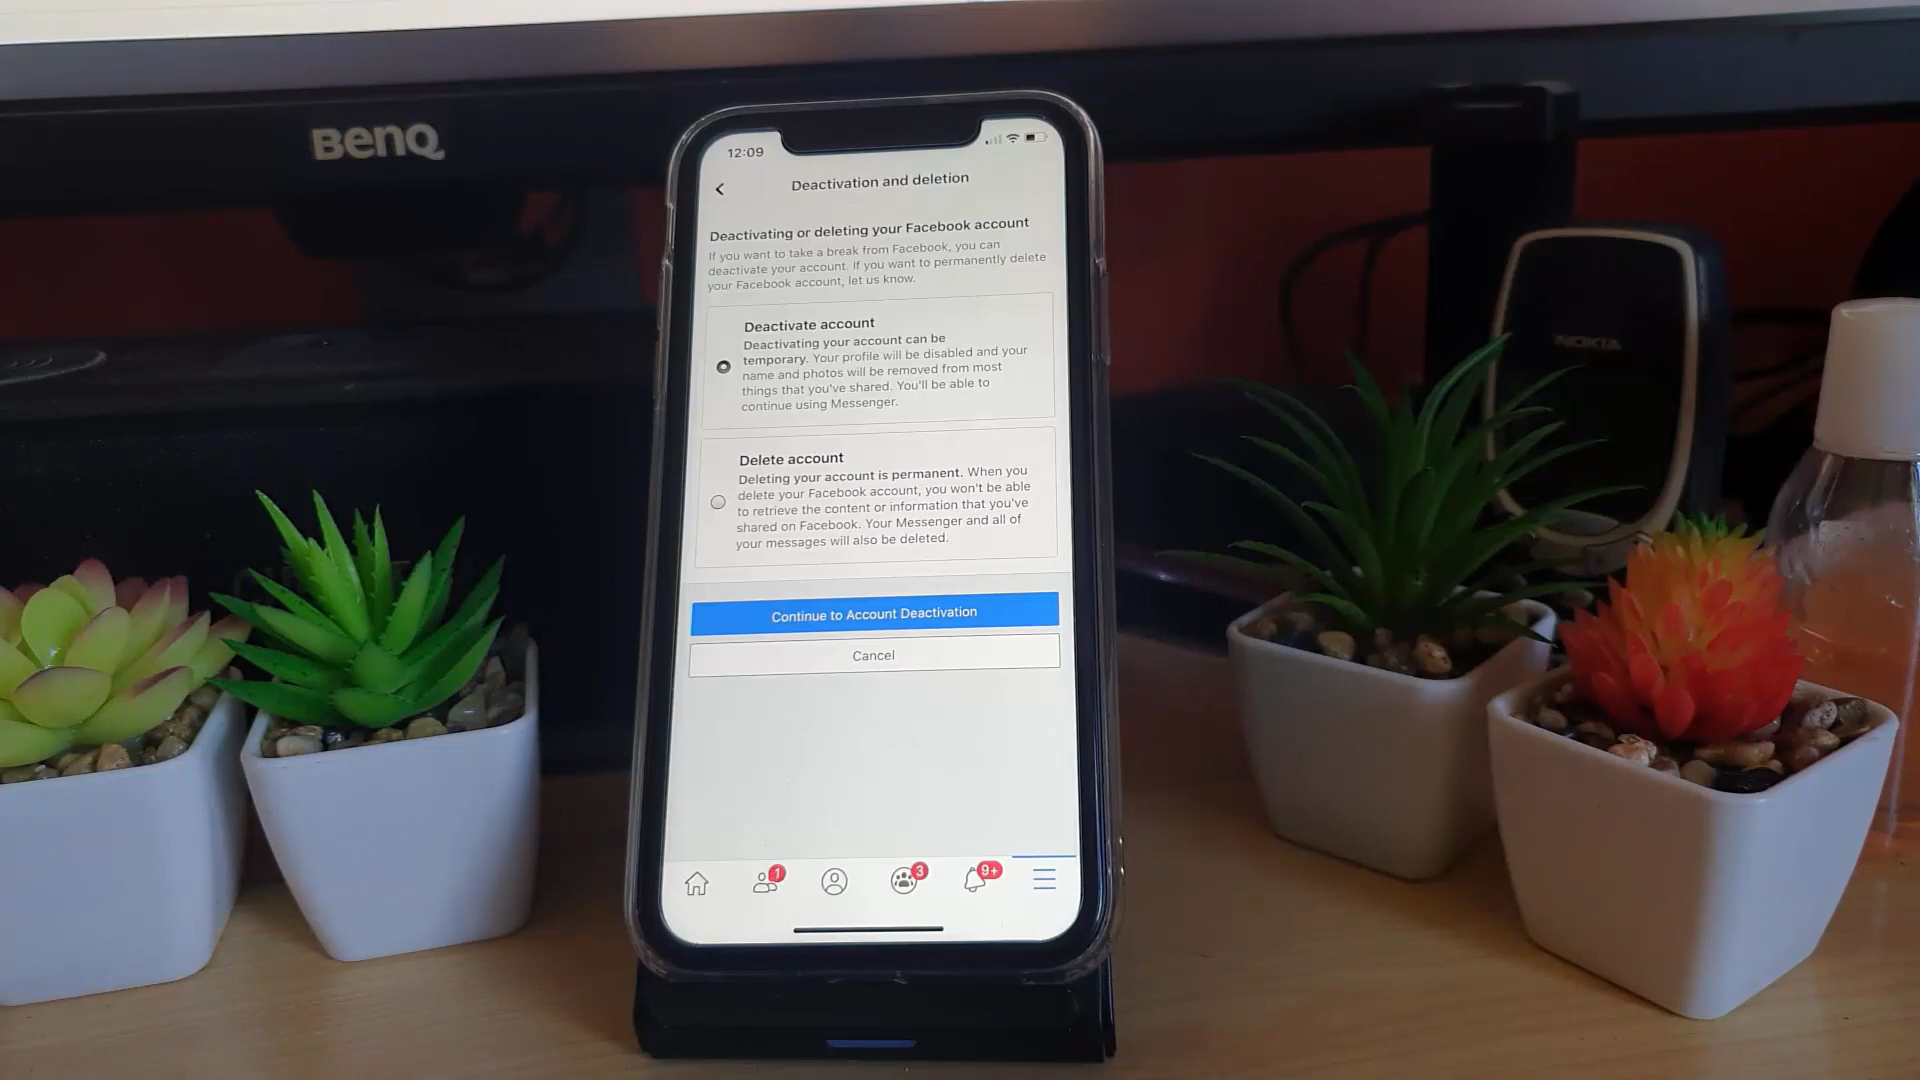 BenQ
12:09
Deactivation and deletion
Deactivating or deleting your Facebook account
If you want to take a break from Facebook, you can
deactivate your account. If you want to permanently delete
your Facebook account, let us know.
Deactivate account
Deactivating your account can be
temporary. Your profile will be disabled and your
name and photos will be removed from most
things that you've shared. You'll be able to
continue using Messenger.
Delete account
Deleting your account is permanent. When you
delete your Facebook account, you won't be able
to retrieve the content or information that you've
shared on Facebook. Your Messenger and all of
your messages will also be deleted.
Continue to Account Deactivation
Cancel
1
3
9+
NOKIA